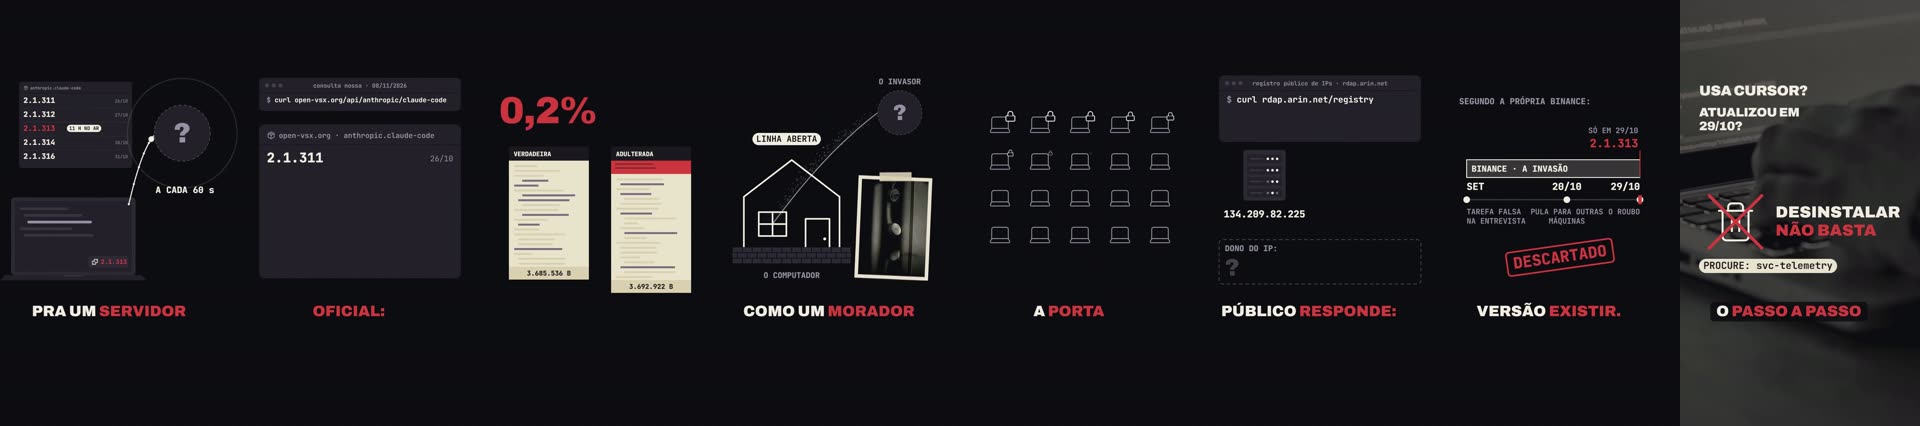 anthropic.claude-code
2.1.311 26/10
2.1.312 27/10
2.1.313 11 H NO AR
2.1.314 30/10
2.1.316 31/10
?
A CADA 60 s
2.1.313
PRA UM SERVIDOR
consulta nossa · 08/11/2026
$ curl open-vsx.org/api/anthropic/claude-code
open-vsx.org · anthropic.claude-code
2.1.311 26/10
OFICIAL:
0,2%
VERDADEIRA
3.685.536 B
ADULTERADA
3.692.922 B
O INVASOR
?
LINHA ABERTA
O COMPUTADOR
COMO UM MORADOR
A PORTA
registro público de IPs · rdap.arin.net
$ curl rdap.arin.net/registry
134.209.82.225
DONO DO IP:
?
PÚBLICO RESPONDE:
SEGUNDO A PRÓPRIA BINANCE:
SÓ EM 29/10
2.1.313
BINANCE · A INVASÃO
SET 20/10 29/10
TAREFA FALSA NA ENTREVISTA
PULA PARA OUTRAS MÁQUINAS
O ROUBO
DESCARTADO
VERSÃO EXISTIR.
USA CURSOR?
ATUALIZOU EM
29/10?
DESINSTALAR
NÃO BASTA
PROCURE: svc-telemetry
O PASSO A PASSO